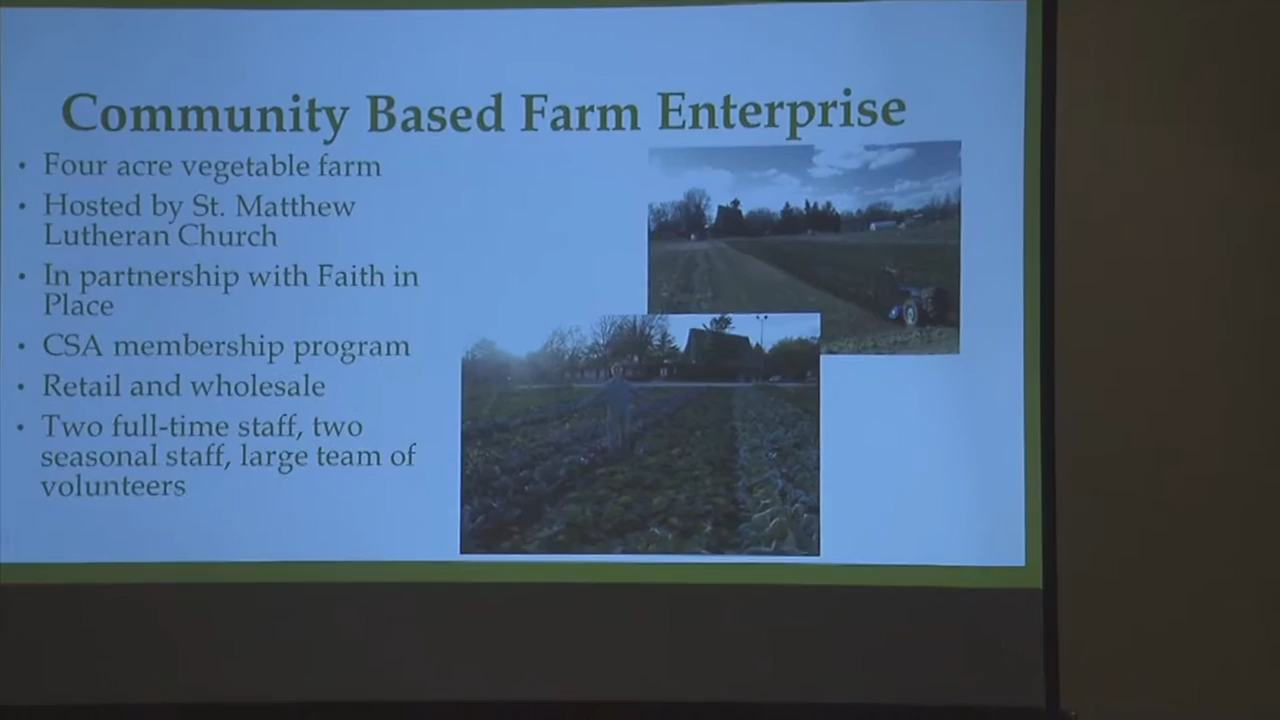 Community Based Farm Enterprise
• Four acre vegetable farm
• Hosted by St. Matthew
Lutheran Church
• In partnership with Faith in
Place
• CSA membership program
• Retail and wholesale
• Two full-time staff, two
seasonal staff, large team of
volunteers